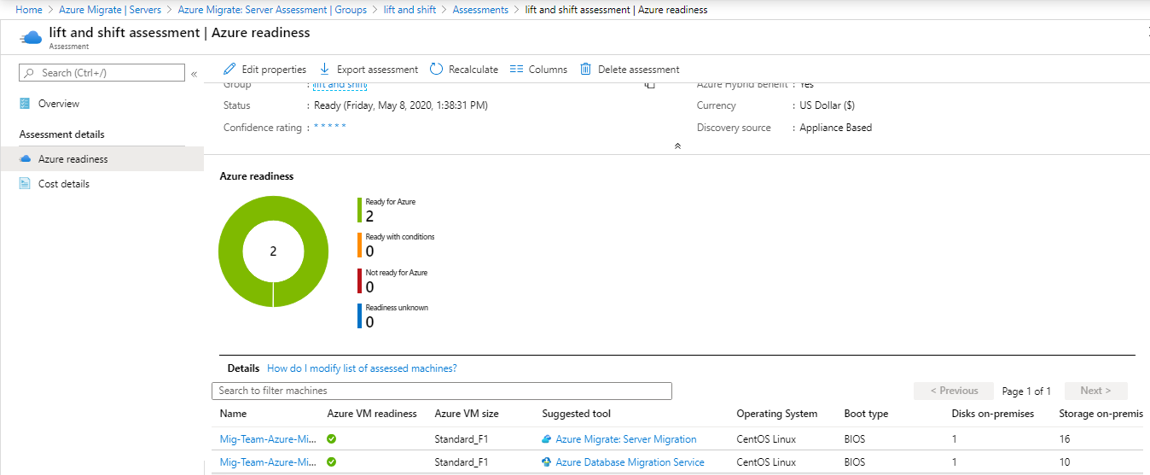 Home > Azure Migrate | Servers > Azure Migrate: Server Assessment | Groups > lift and shift > Assessments > lift and shift assessment | Azure readiness
lift and shift assessment | Azure readiness
Assessment
Search (Ctrl+/)
«
Edit properties
Export assessment
Recalculate
Columns
Delete assessment
Overview
Assessment details
Azure readiness
Cost details
Group : lift and shift
Azure Hybrid Benefit : Yes
Status : Ready (Friday, May 8, 2020, 1:38:31 PM)
Currency : US Dollar ($)
Confidence rating : * * * * *
Discovery source : Appliance Based
Azure readiness
2
Ready for Azure
2
Ready with conditions
0
Not ready for Azure
0
Readiness unknown
0
Details How do I modify list of assessed machines?
Search to filter machines
< Previous Page 1 of 1 Next >
Name Azure VM readiness Azure VM size Suggested tool Operating System Boot type Disks on-premises Storage on-premis
Mig-Team-Azure-Mi... Standard_F1 Azure Migrate: Server Migration CentOS Linux BIOS 1 16
Mig-Team-Azure-Mi... Standard_F1 Azure Database Migration Service CentOS Linux BIOS 1 10